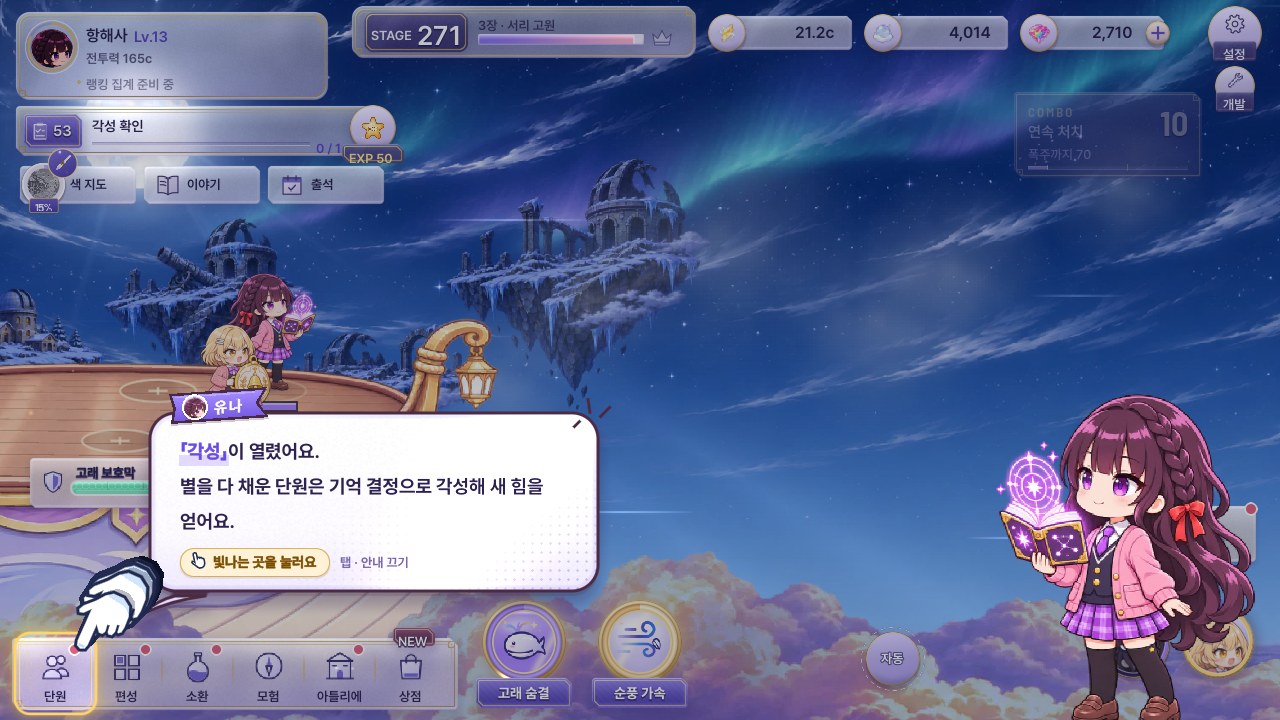 항해사 Lv.13
전투력 165c
랭킹 집계 준비 중
STAGE 271
3장 · 서리 고원
21.2c
4,014
2,710
설정
개발
53
각성 확인
0 / 1
EXP 50
색 지도
15%
이야기
출석
COMBO
연속 처치
10
폭주까지 70
유나
「각성」이 열렸어요.
별을 다 채운 단원은 기억 결정으로 각성해 새 힘을
얻어요.
빛나는 곳을 눌러요
탭 · 안내 끄기
고래 보호막
단원
편성
소환
모험
아틀리에
NEW
상점
고래 숨결
순풍 가속
자동